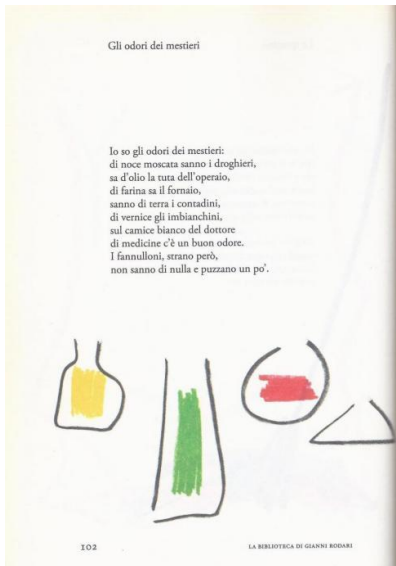 Gli odori dei mestieri
Io so gli odori dei mestieri:
di noce moscata sanno i droghieri,
sa d'olio la tuta dell'operaio,
di farina sa il fornaio,
sanno di terra i contadini,
di vernice gli imbianchini,
sul camice bianco del dottore
di medicine c'è un buon odore.
I fannulloni, strano però,
non sanno di nulla e puzzano un po'.
102
LA BIBLIOTECA DI GIANNI RODARI